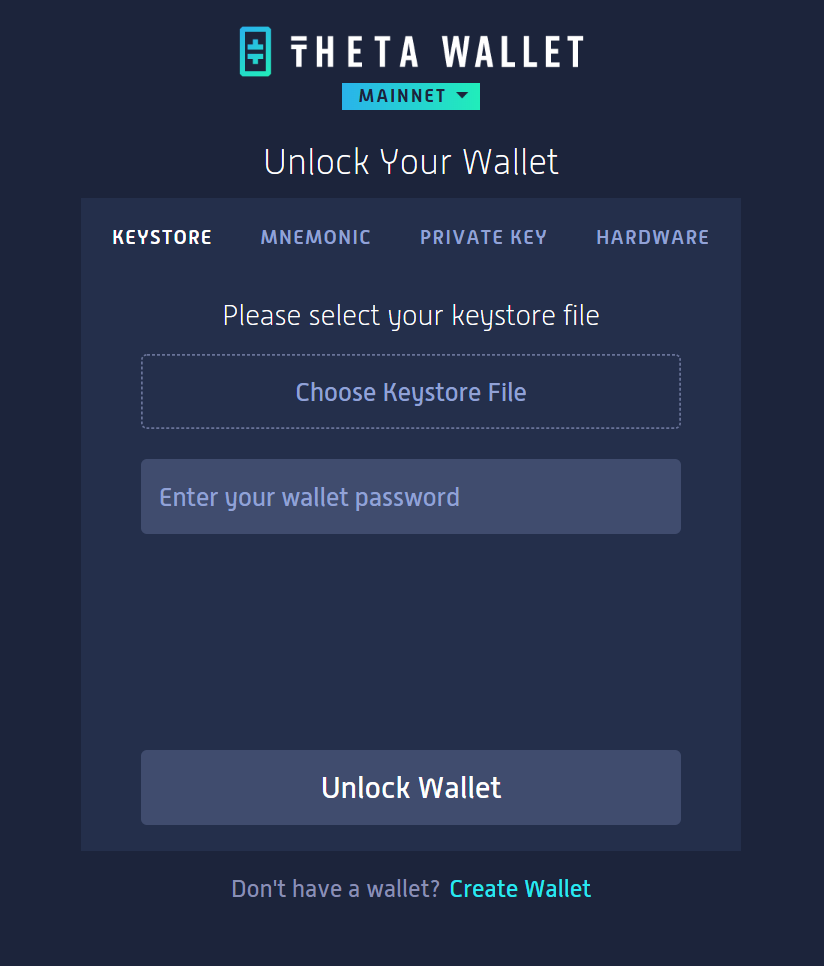 THETA WALLET
MAINNET
Unlock Your Wallet
KEYSTORE MNEMONIC PRIVATE KEY HARDWARE
Please select your keystore file
Choose Keystore File
Enter your wallet password
Unlock Wallet
Don't have a wallet? Create Wallet